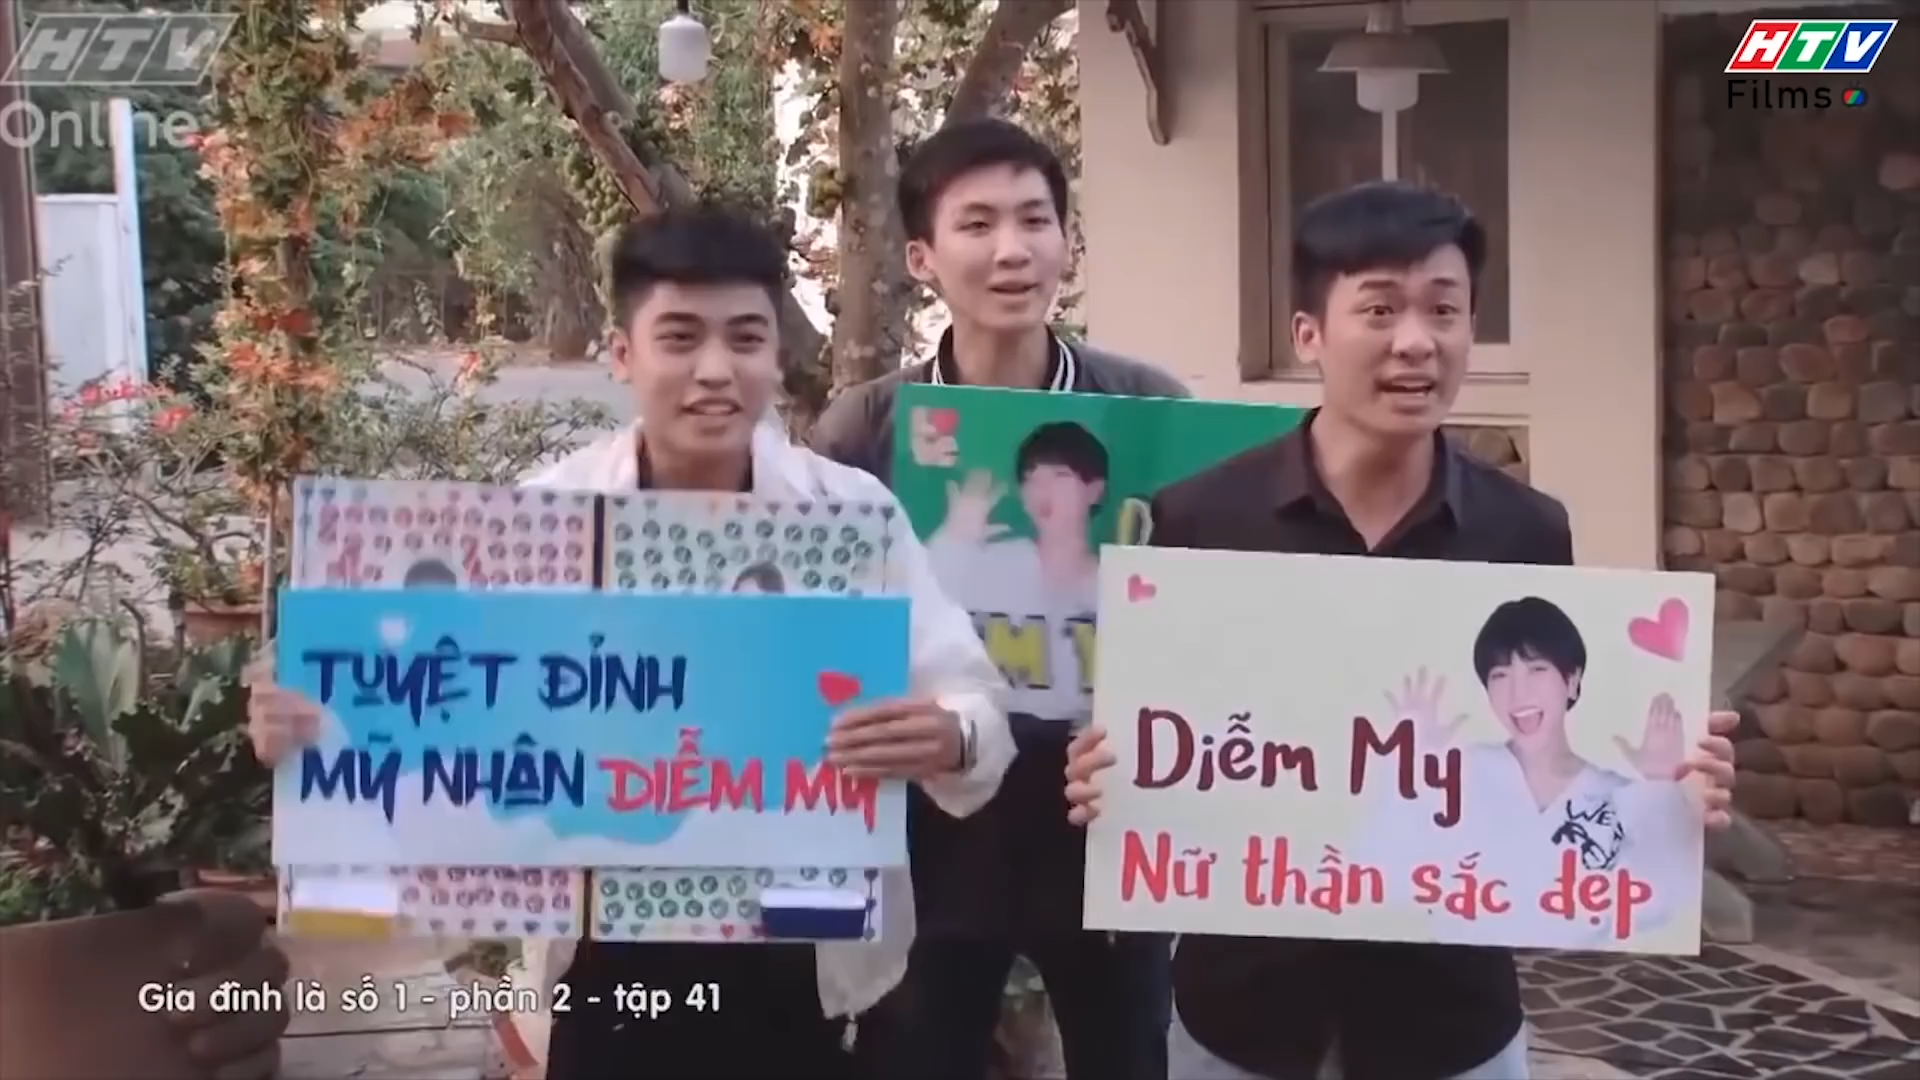 HTV
Online
HTV
Films
TUYỆT ĐỈNH
MỸ NHÂN DIỄM MY
Diễm My
Nữ thần sắc đẹp
Gia đình là số 1 - phần 2 - tập 41